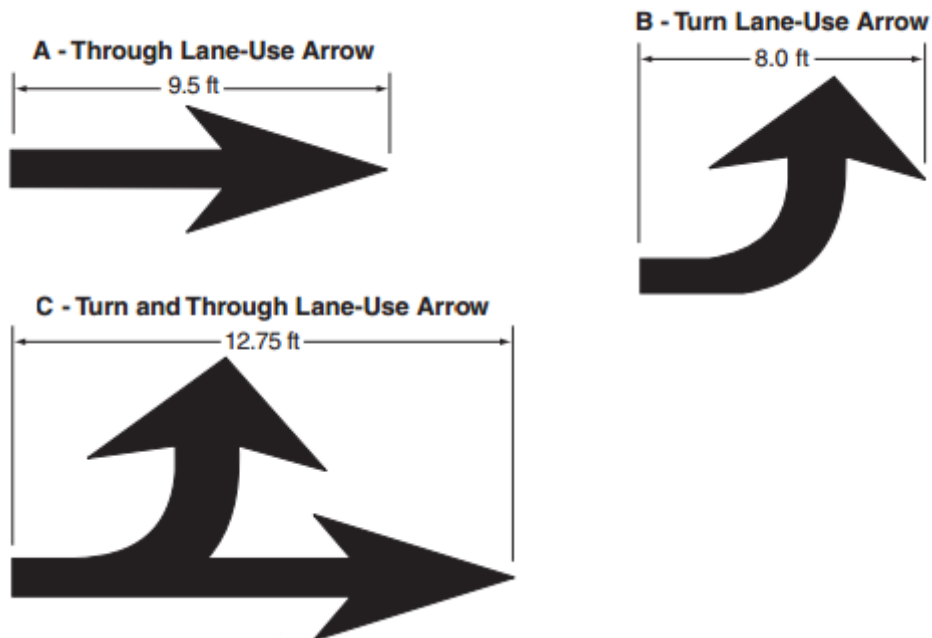 A - Through Lane-Use Arrow
9.5 ft
B - Turn Lane-Use Arrow
8.0 ft
C - Turn and Through Lane-Use Arrow
12.75 ft